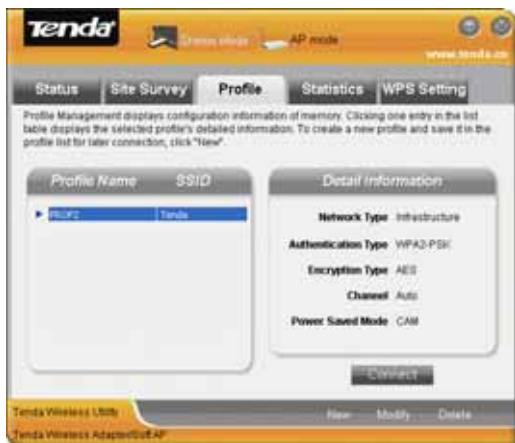 Tenda
Station Mode AP mode
www.tenda.cn
Status Site Survey Profile Statistics WPS Setting
Profile Management displays configuration information of memory. Clicking one entry in the list
table displays the selected profile's detailed information. To create a new profile and save it in the
profile list for later connection, click "New".
Profile Name SSID
PROF2 Tenda
Detail Information
Network Type Infrastructure
Authentication Type WPA2-PSK
Encryption Type AES
Channel Auto
Power Saved Mode CAM
Connect
Tenda Wireless Utility
New Modify Delete
Tenda Wireless Adapter/Soft AP